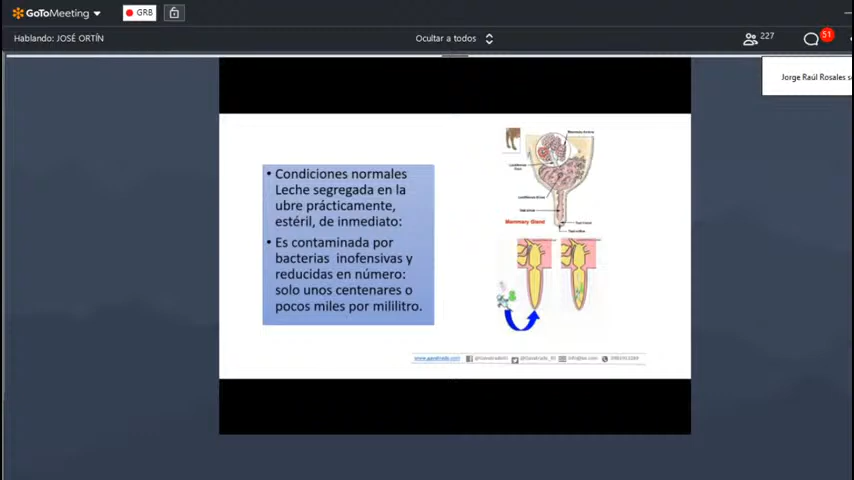 GoToMeeting
GRB
Hablando: JOSÉ ORTÍN
Ocultar a todos
227
51
Jorge Raúl Rosales s
• Condiciones normales
Leche segregada en la
ubre prácticamente,
estéril, de inmediato:
• Es contaminada por
bacterias inofensivas y
reducidas en número:
solo unos centenares o
pocos miles por mililitro.
Mammary Gland